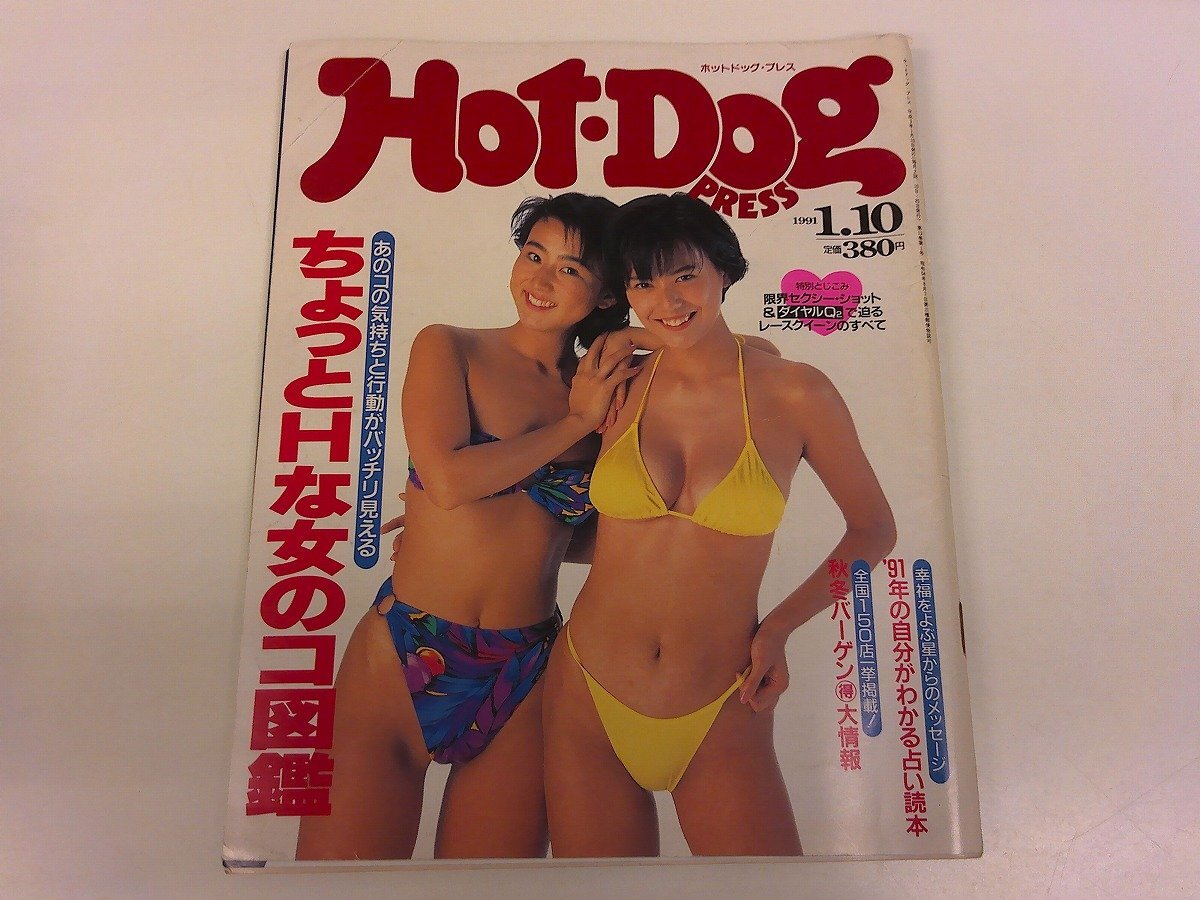 ホットドッグ・プレス
Hot-Dog
PRESS
1991 1.10
定価380円
特別とじこみ
限界セクシー・ショット
&ダイヤルQ2で迫る
レースクイーンのすべて
あのコの気持ちと行動がバッチリ見える
ちょっとHな女のコ図鑑
幸福をよぶ星からのメッセージ
'91年の自分がわかる占い読本
全国150店一挙掲載!
秋冬バーゲン㊝大情報